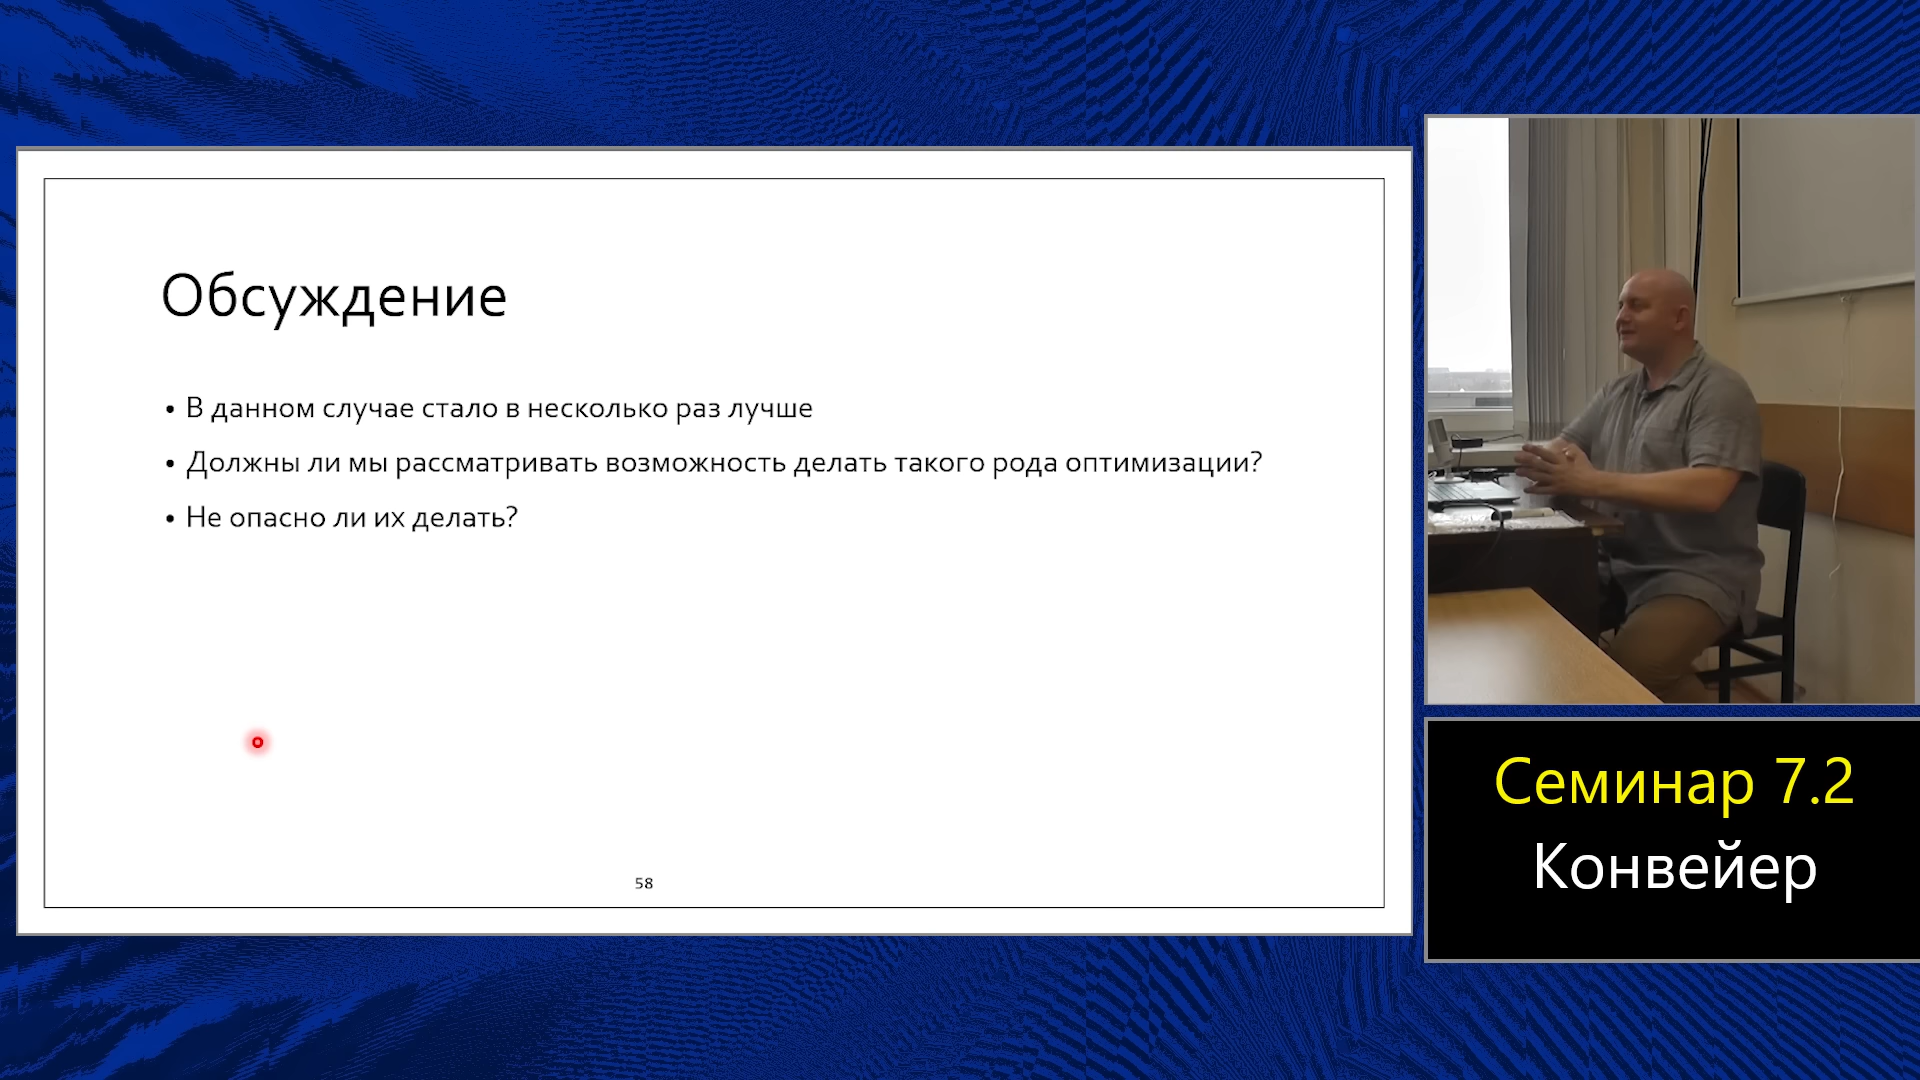 Обсуждение
• В данном случае стало в несколько раз лучше
• Должны ли мы рассматривать возможность делать такого рода оптимизации?
• Не опасно ли их делать?
58
Семинар 7.2
Конвейер